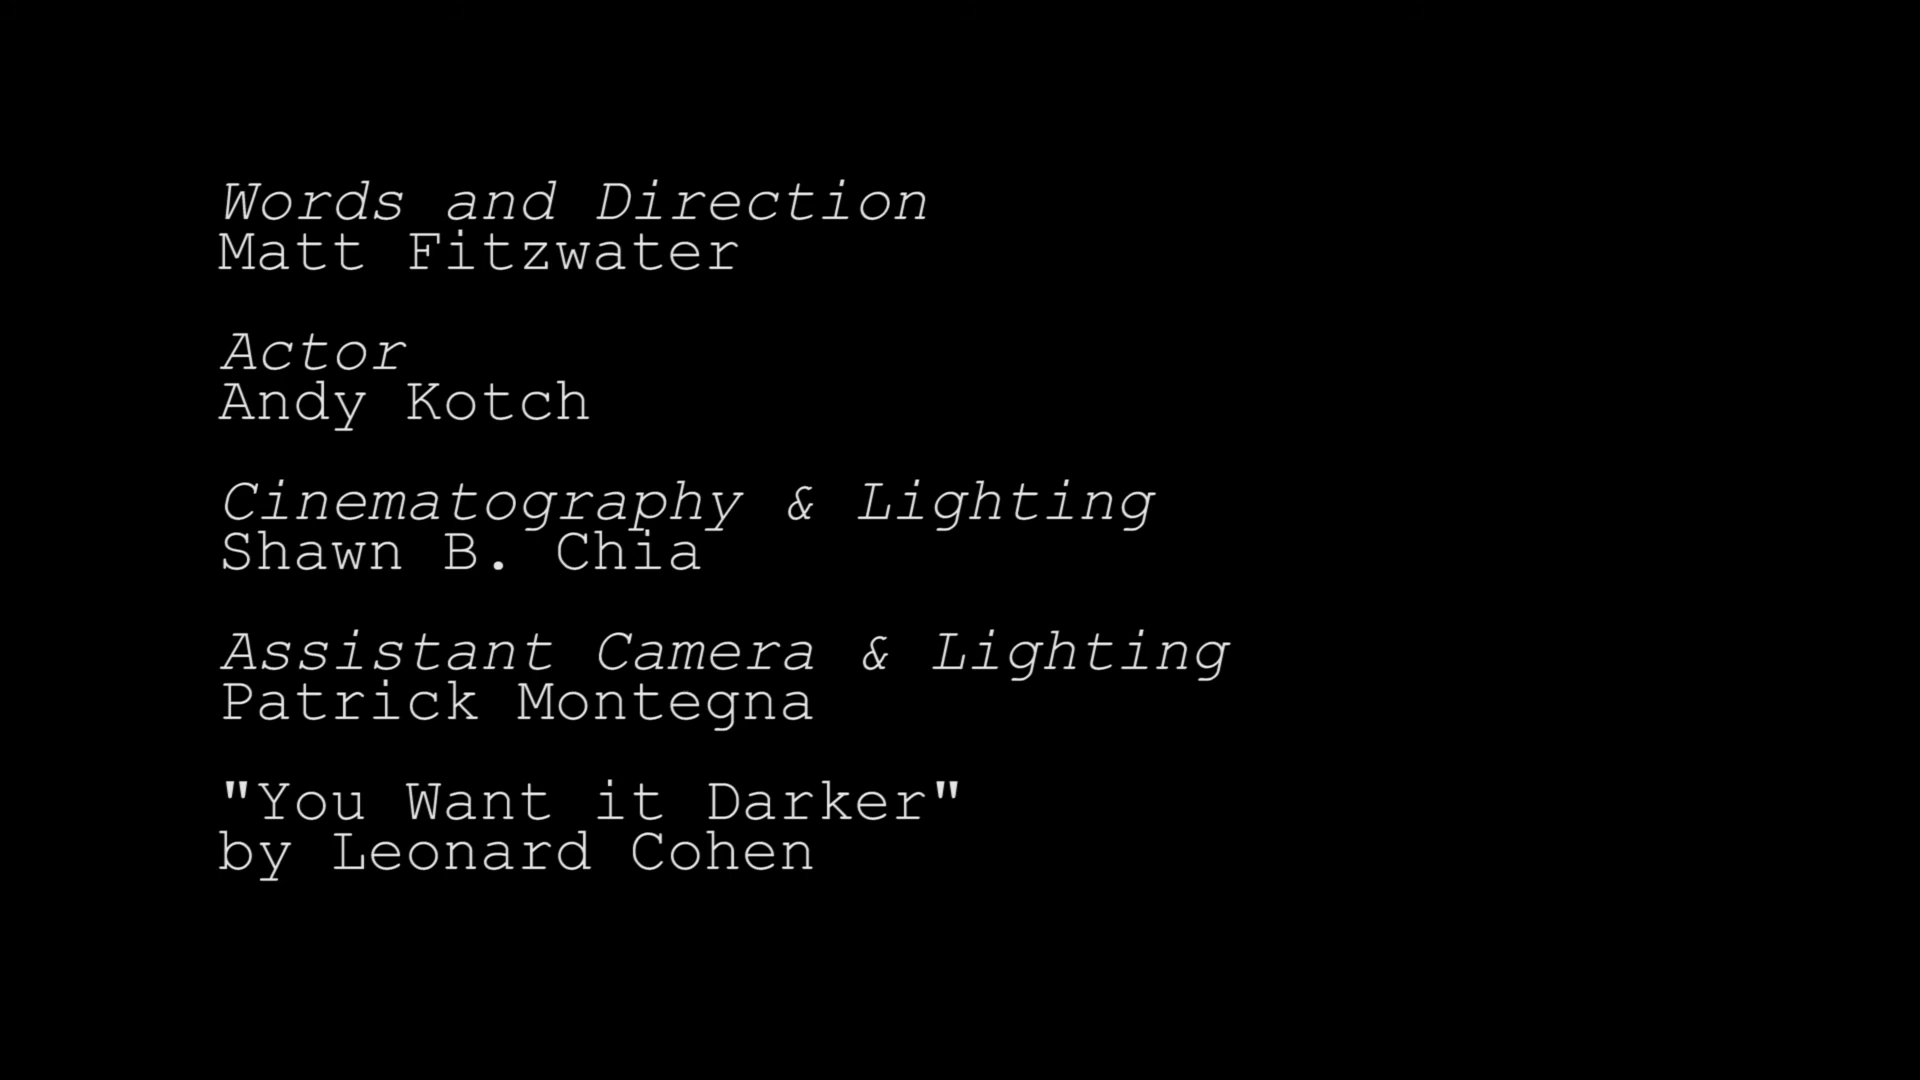 Words and Direction
Matt Fitzwater
Actor
Andy Kotch
Cinematography & Lighting
Shawn B. Chia
Assistant Camera & Lighting
Patrick Montegna
"You Want it Darker"
by Leonard Cohen